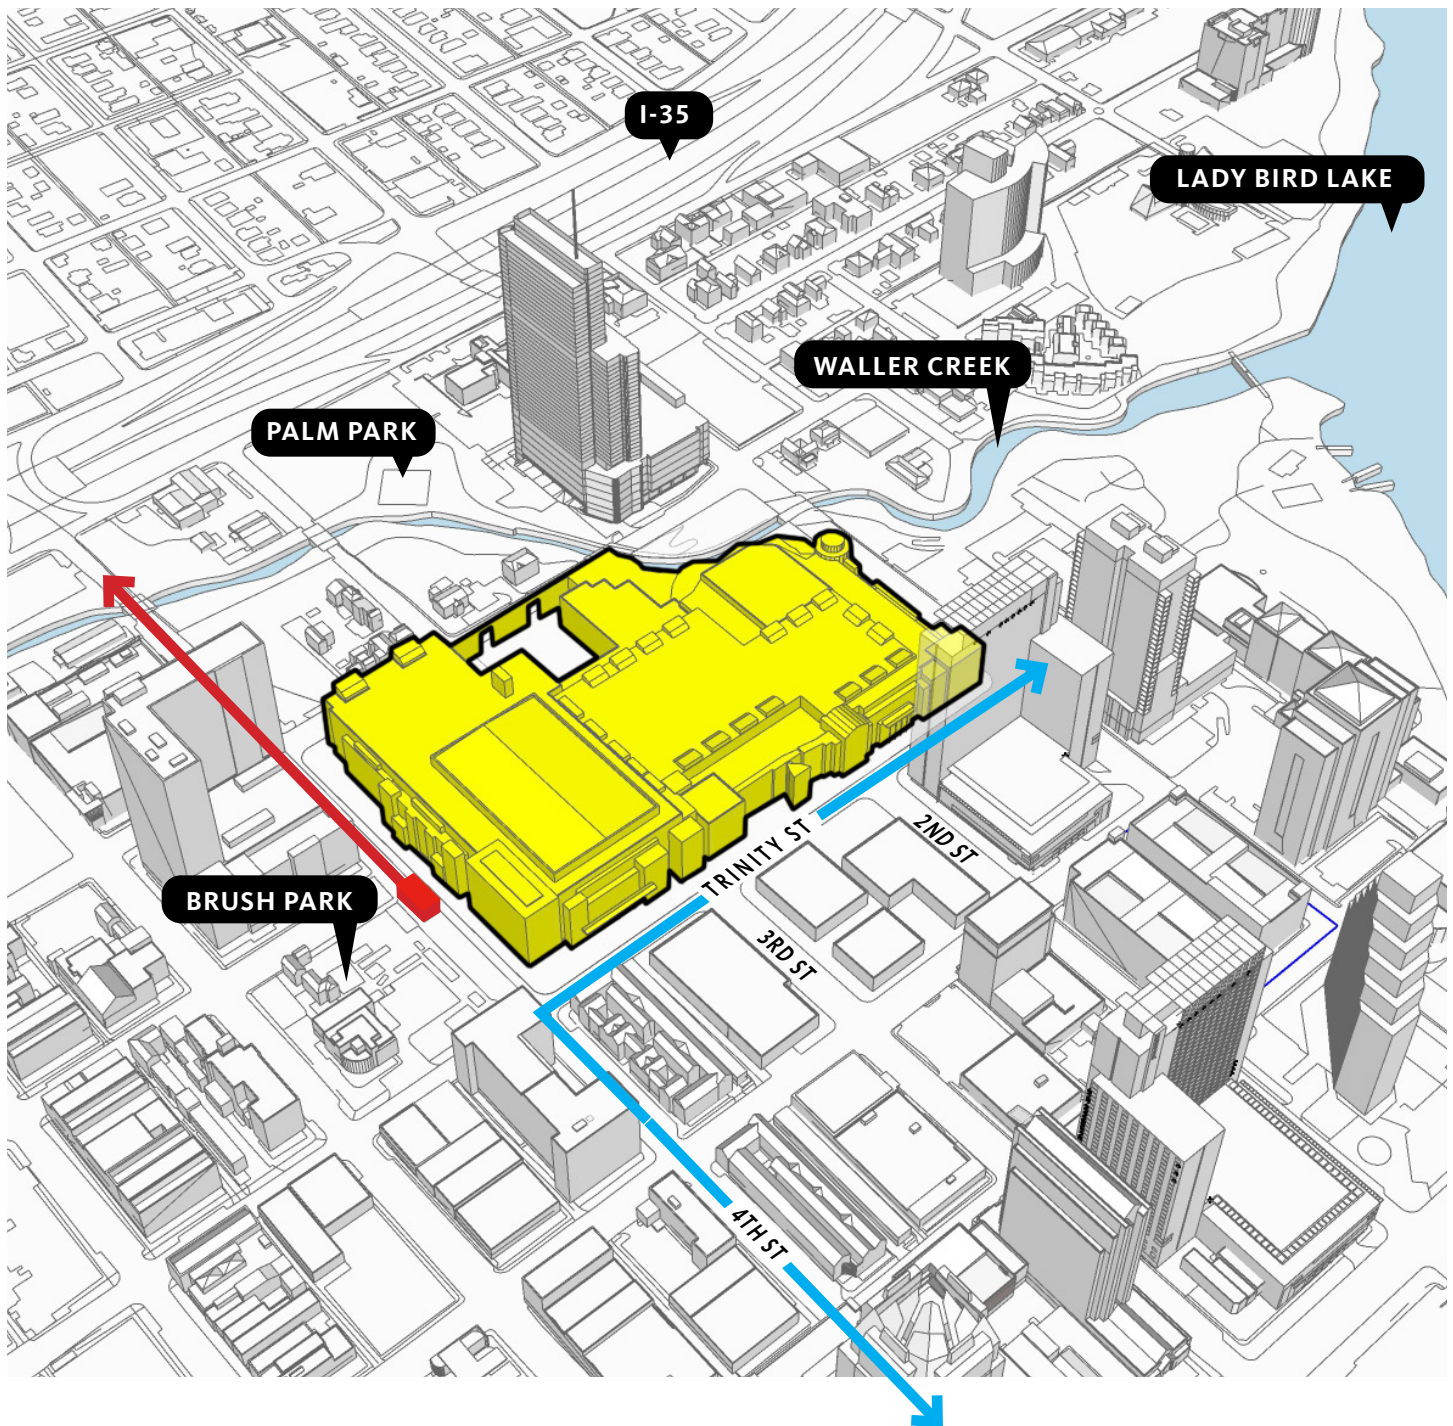 I-35
LADY BIRD LAKE
WALLER CREEK
PALM PARK
2ND ST
TRINITY ST
BRUSH PARK
3RD ST
4TH ST